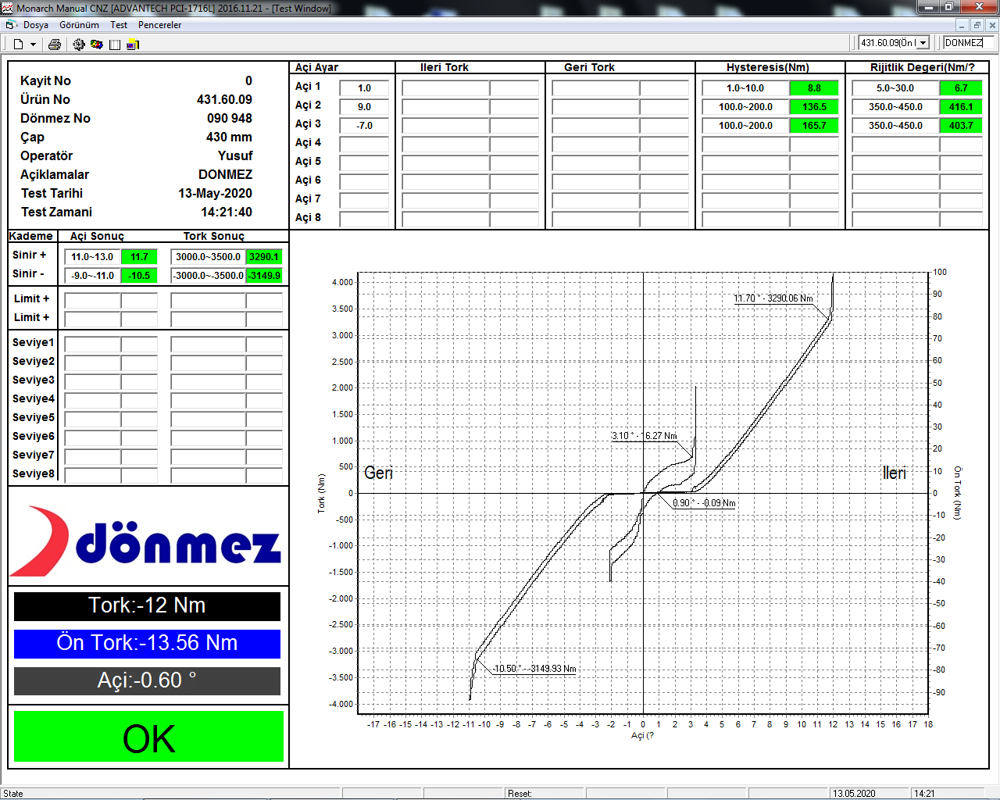 Monarch Manual CNZ [ADVANTECH PCI-1716L] 2016.11.21 - [Test Window]
Dosya Görünüm Test Pencereler
431.60.09(Ön I DONMEZ
Kayit No 0
Ürün No 431.60.09
Dönmez No 090 948
Çap 430 mm
Operatör Yusuf
Açiklamalar DONMEZ
Test Tarihi 13-May-2020
Test Zamani 14:21:40
Açi Ayar Ileri Tork Geri Tork Hysteresis(Nm) Rijitlik Degeri(Nm/?
Açi 1 1.0 1.0~10.0 8.8 5.0~30.0 6.7
Açi 2 9.0 100.0~200.0 136.5 350.0~450.0 416.1
Açi 3 -7.0 100.0~200.0 165.7 350.0~450.0 403.7
Açi 4
Açi 5
Açi 6
Açi 7
Açi 8
Kademe Açi Sonuç Tork Sonuç
Sinir + 11.0~13.0 11.7 3000.0~3500.0 3290.1
Sinir - -9.0~-11.0 -10.5 -3000.0~-3500.0 -3149.9
Limit +
Limit +
Seviye1
Seviye2
Seviye3
Seviye4
Seviye5
Seviye6
Seviye7
Seviye8
dönmez
Tork:-12 Nm
Ön Tork:-13.56 Nm
Açi:-0.60 °
OK
4.000
3.500
3.000
2.500
2.000
1.500
1.000
500
0
-500
-1.000
-1.500
-2.000
-2.500
-3.000
-3.500
-4.000
Tork (Nm)
Geri
Ileri
11.70 ° - 3290.06 Nm
3.10 ° - 16.27 Nm
0.90 ° - -0.09 Nm
-10.50 ° - -3149.93 Nm
100
90
80
70
60
50
40
30
20
10
0
-10
-20
-30
-40
-50
-60
-70
-80
-90
Ön Tork (Nm)
-17 -16 -15 -14 -13 -12 -11 -10 -9 -8 -7 -6 -5 -4 -3 -2 -1 0 1 2 3 4 5 6 7 8 9 10 11 12 13 14 15 16 17 18
Açi (?
State Reset: 13.05.2020 14:21